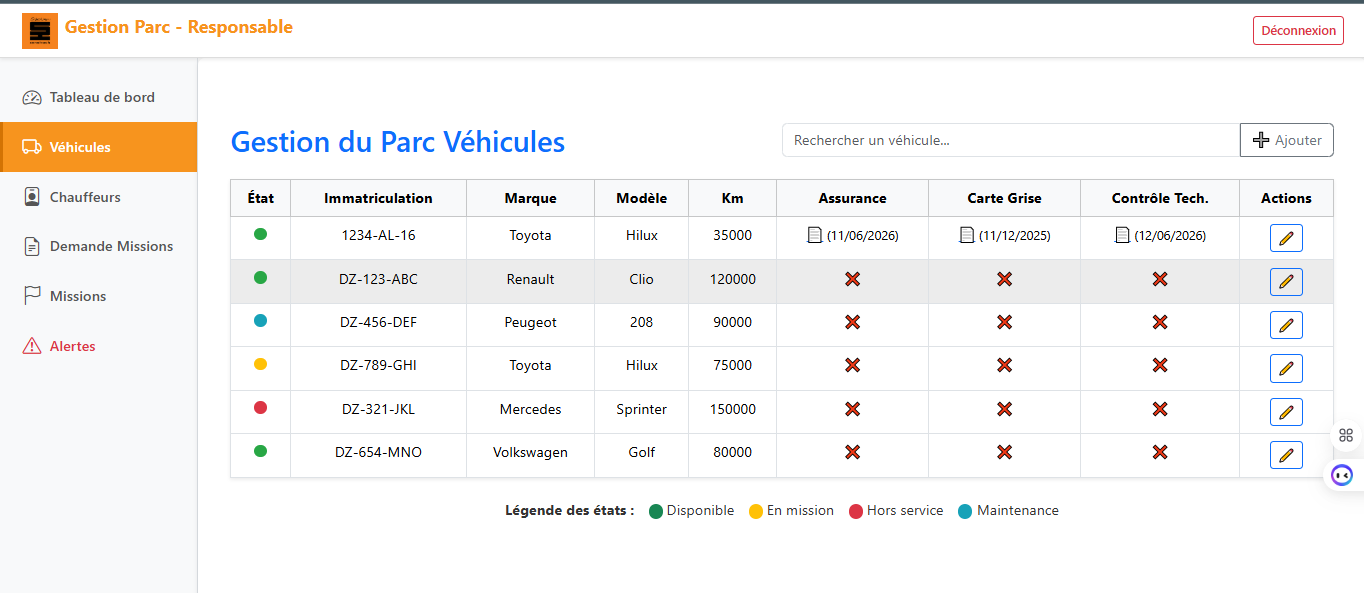 Gestion Parc - Responsable
Déconnexion
Tableau de bord
Véhicules
Chauffeurs
Demande Missions
Missions
Alertes
Gestion du Parc Véhicules
Rechercher un véhicule...
Ajouter
État Immatriculation Marque Modèle Km Assurance Carte Grise Contrôle Tech. Actions
1234-AL-16 Toyota Hilux 35000 (11/06/2026) (11/12/2025) (12/06/2026)
DZ-123-ABC Renault Clio 120000
DZ-456-DEF Peugeot 208 90000
DZ-789-GHI Toyota Hilux 75000
DZ-321-JKL Mercedes Sprinter 150000
DZ-654-MNO Volkswagen Golf 80000
Légende des états : Disponible En mission Hors service Maintenance